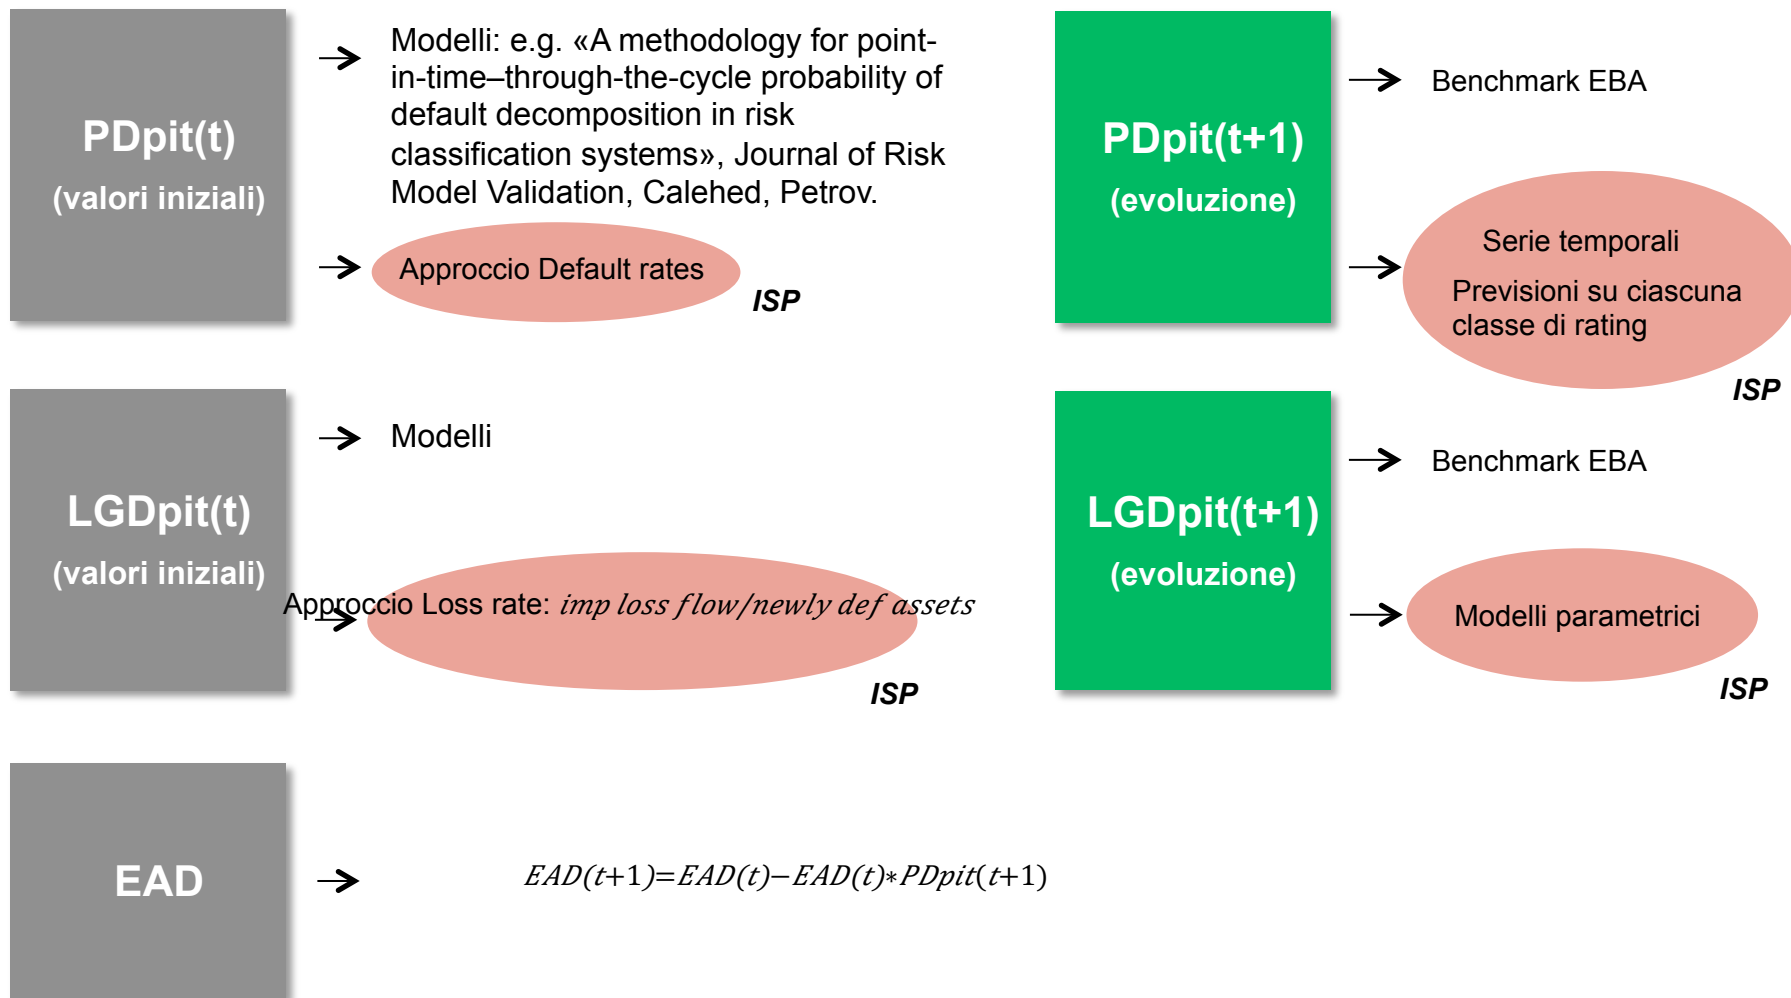 PDpit(t)
(valori iniziali)
Modelli: e.g. «A methodology for point-
in-time–through-the-cycle probability of
default decomposition in risk
classification systems», Journal of Risk
Model Validation, Calehed, Petrov.
Approccio Default rates
ISP
PDpit(t+1)
(evoluzione)
Benchmark EBA
Serie temporali
Previsioni su ciascuna
classe di rating
ISP
LGDpit(t)
(valori iniziali)
Modelli
Approccio Loss rate: imp loss flow/newly def assets
ISP
LGDpit(t+1)
(evoluzione)
Benchmark EBA
Modelli parametrici
ISP
EAD
EAD(t+1)=EAD(t)−EAD(t)∗PDpit(t+1)